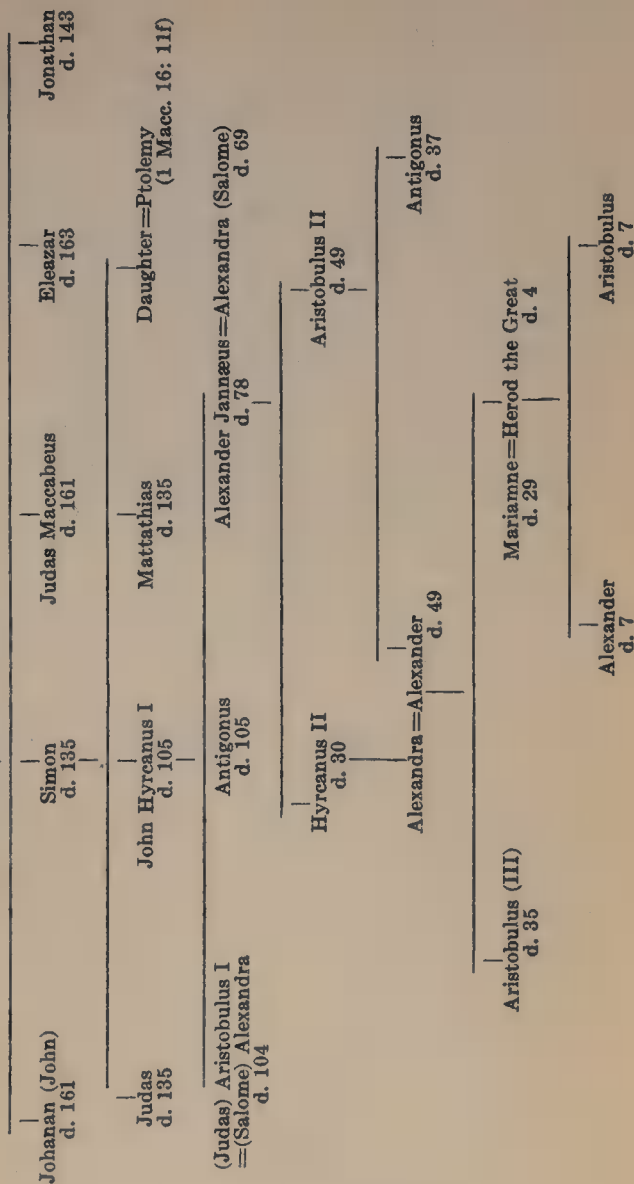 Johanan (John)
d. 161
Simon
d. 135
Judas Maccabeus
d. 161
Eleazar
d. 163
Jonathan
d. 143
Judas
d. 135
John Hyrcanus I
d. 105
Mattathias
d. 135
Daughter=Ptolemy
(1 Macc. 16: 11f)
(Judas) Aristobulus I
=(Salome) Alexandra
d. 104
Antigonus
d. 105
Alexander Jannæus=Alexandra (Salome)
d. 78 d. 69
Hyrcanus II
d. 30
Aristobulus II
d. 49
Alexandra=Alexander
d. 49
Antigonus
d. 37
Aristobulus (III)
d. 35
Mariamne=Herod the Great
d. 29 d. 4
Alexander
d. 7
Aristobulus
d. 7